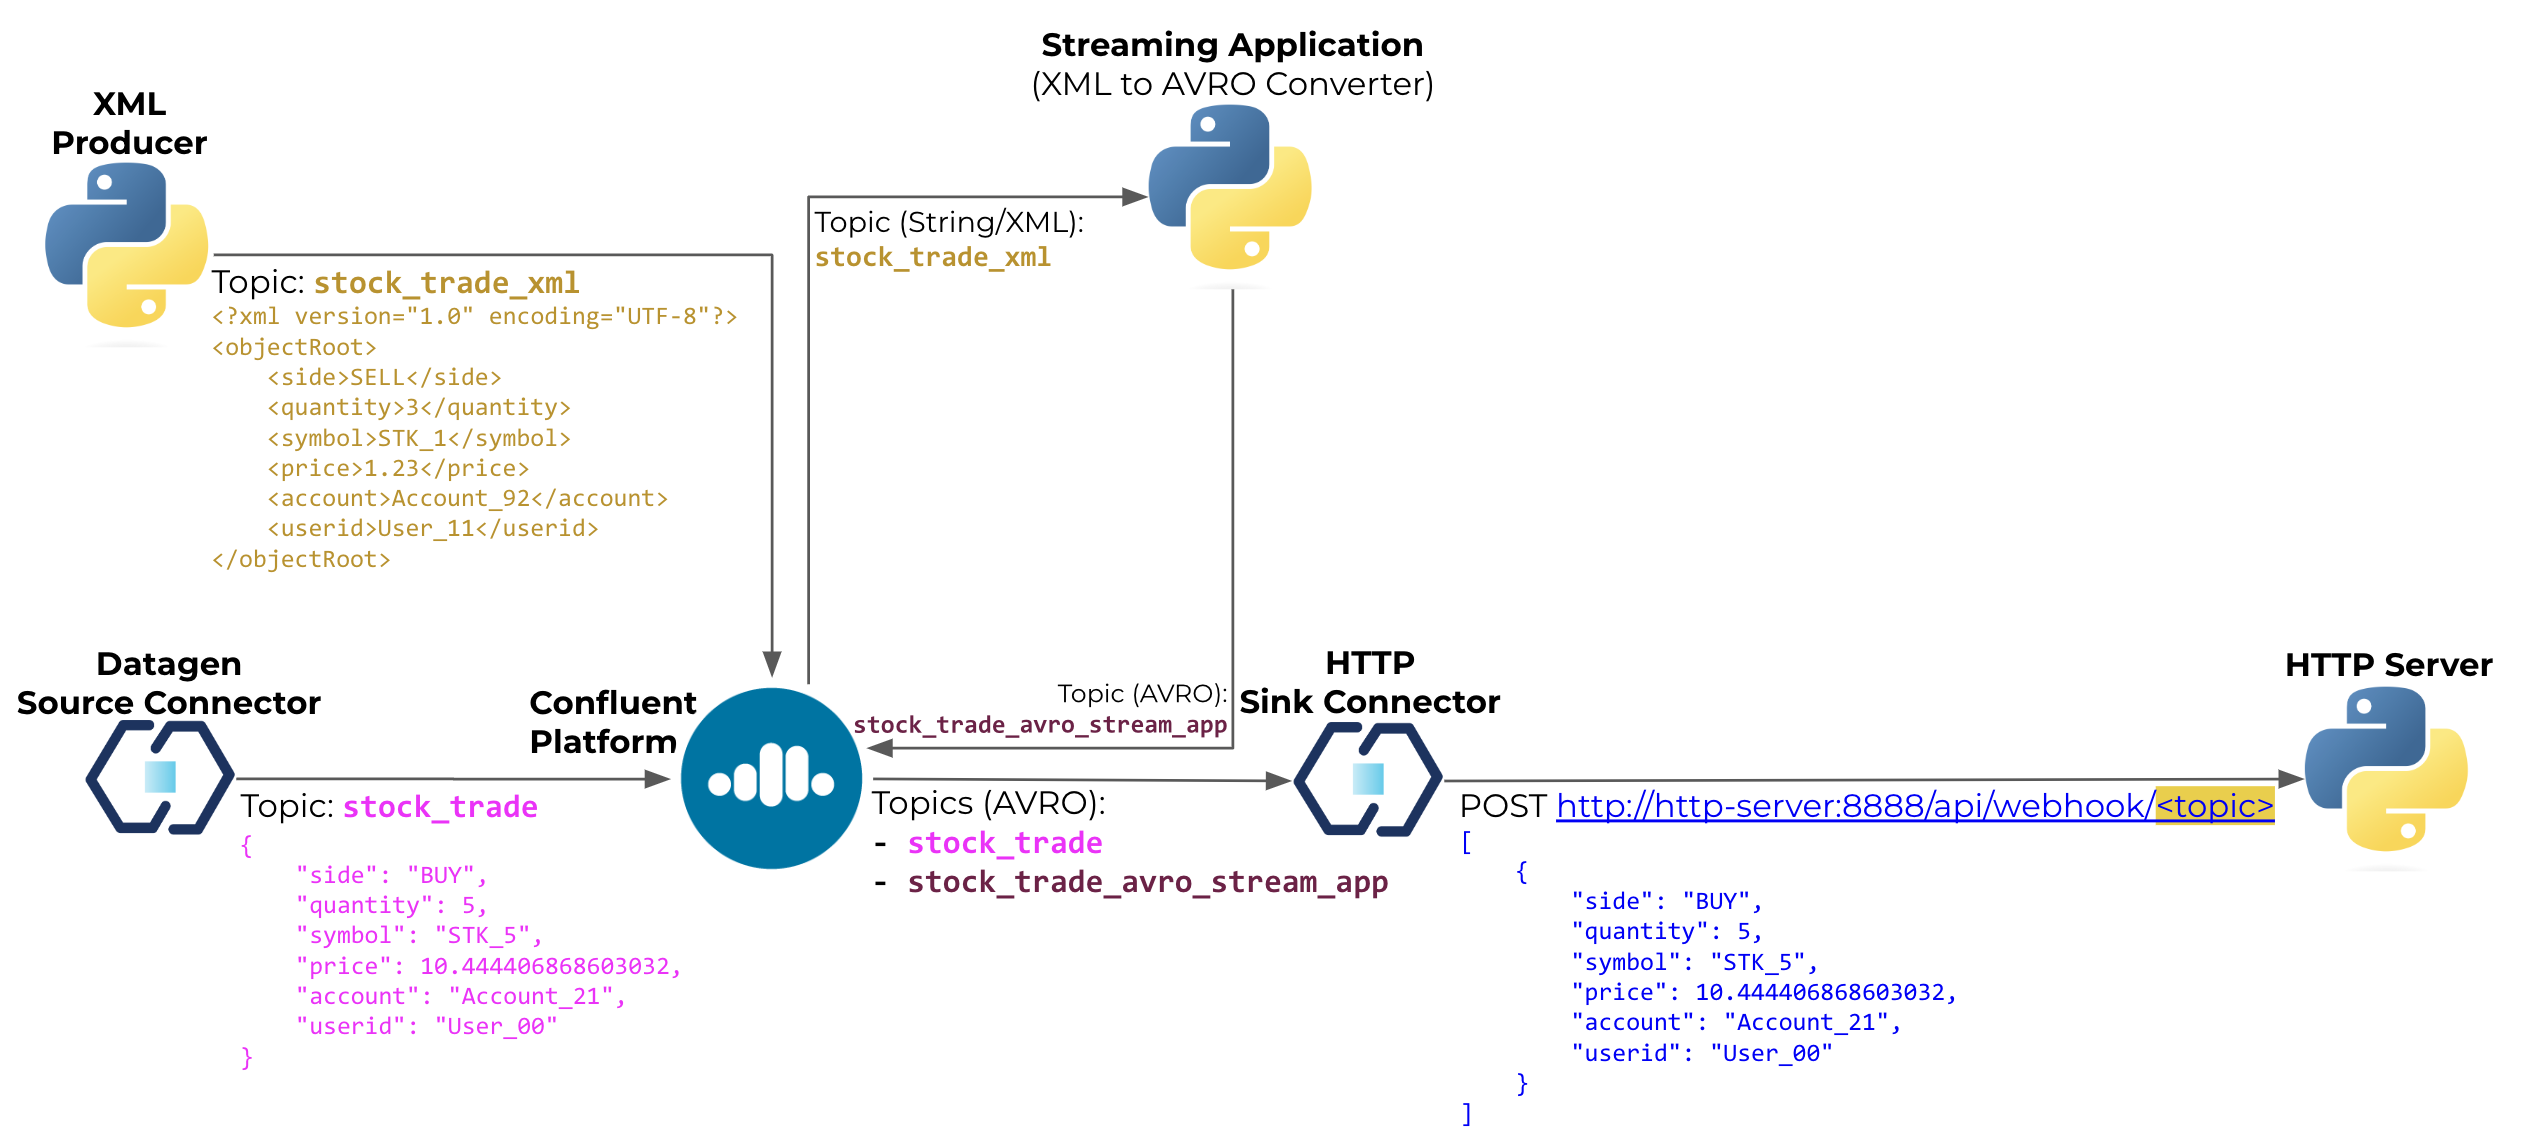 Streaming Application
(XML to AVRO Converter)
XML
Producer
Topic: stock_trade_xml
<?xml version="1.0" encoding="UTF-8"?>
<objectRoot>
    <side>SELL</side>
    <quantity>3</quantity>
    <symbol>STK_1</symbol>
    <price>1.23</price>
    <account>Account_92</account>
    <userid>User_11</userid>
</objectRoot>
Topic (String/XML):
stock_trade_xml
Datagen
Source Connector
Topic: stock_trade
{
    "side": "BUY",
    "quantity": 5,
    "symbol": "STK_5",
    "price": 10.444406868603032,
    "account": "Account_21",
    "userid": "User_00"
}
Confluent
Platform
Topic (AVRO):
stock_trade_avro_stream_app
Topics (AVRO):
- stock_trade
- stock_trade_avro_stream_app
HTTP
Sink Connector
POST http://http-server:8888/api/webhook/<topic>
[
    {
        "side": "BUY",
        "quantity": 5,
        "symbol": "STK_5",
        "price": 10.444406868603032,
        "account": "Account_21",
        "userid": "User_00"
    }
]
HTTP Server